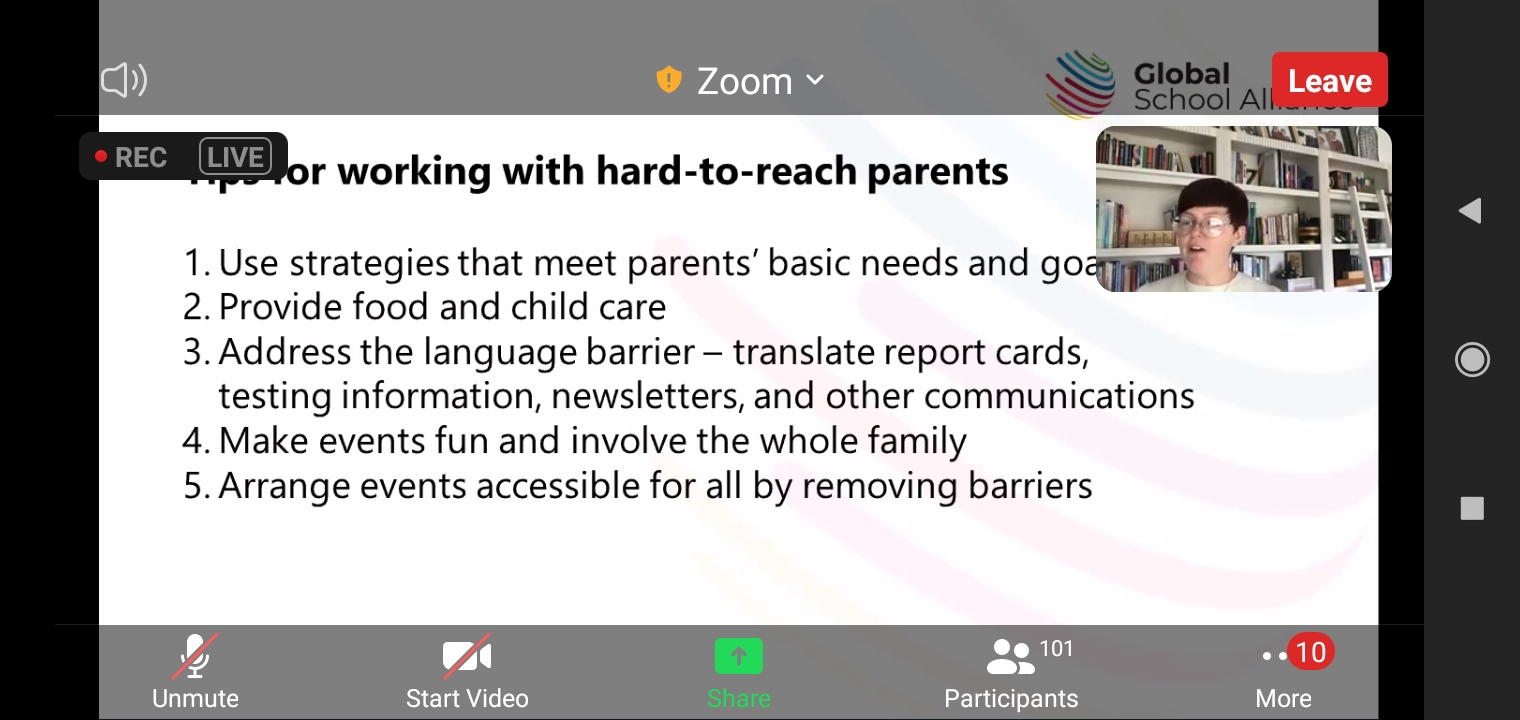 Zoom
Global
School Alliance
Leave
REC LIVE
Tips for working with hard-to-reach parents
1. Use strategies that meet parents’ basic needs and goa
2. Provide food and child care
3. Address the language barrier – translate report cards,
testing information, newsletters, and other communications
4. Make events fun and involve the whole family
5. Arrange events accessible for all by removing barriers
101
10
Unmute
Start Video
Share
Participants
More